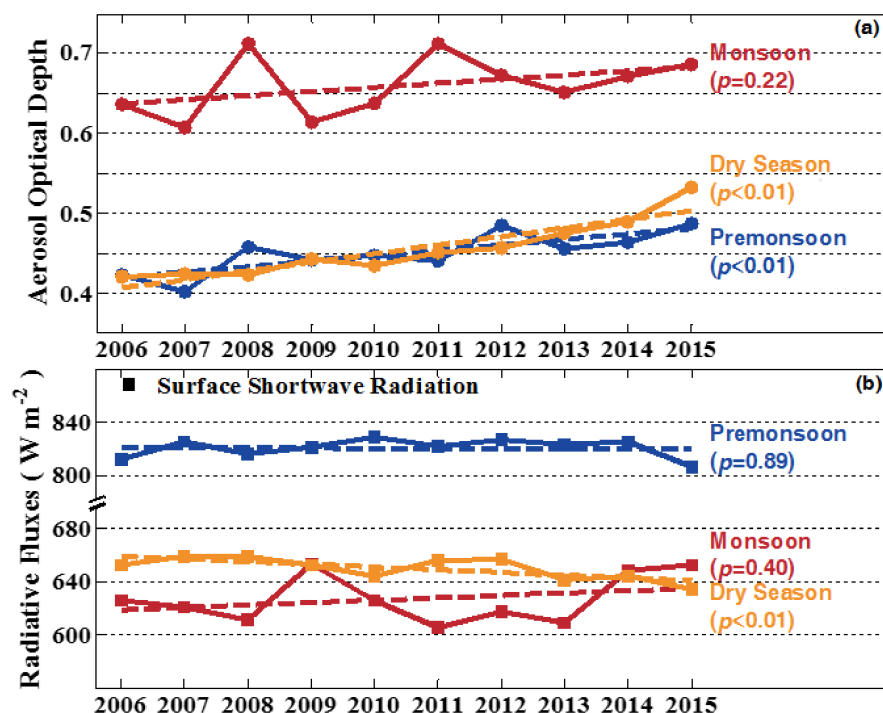 (a)
Aerosol Optical Depth
0.7
0.6
0.5
0.4
Monsoon
(p=0.22)
Dry Season
(p<0.01)
Premonsoon
(p<0.01)
2006 2007 2008 2009 2010 2011 2012 2013 2014 2015
(b)
■ Surface Shortwave Radiation
Radiative Fluxes ( W m⁻² )
840
800
680
640
600
Premonsoon
(p=0.89)
Monsoon
(p=0.40)
Dry Season
(p<0.01)
2006 2007 2008 2009 2010 2011 2012 2013 2014 2015